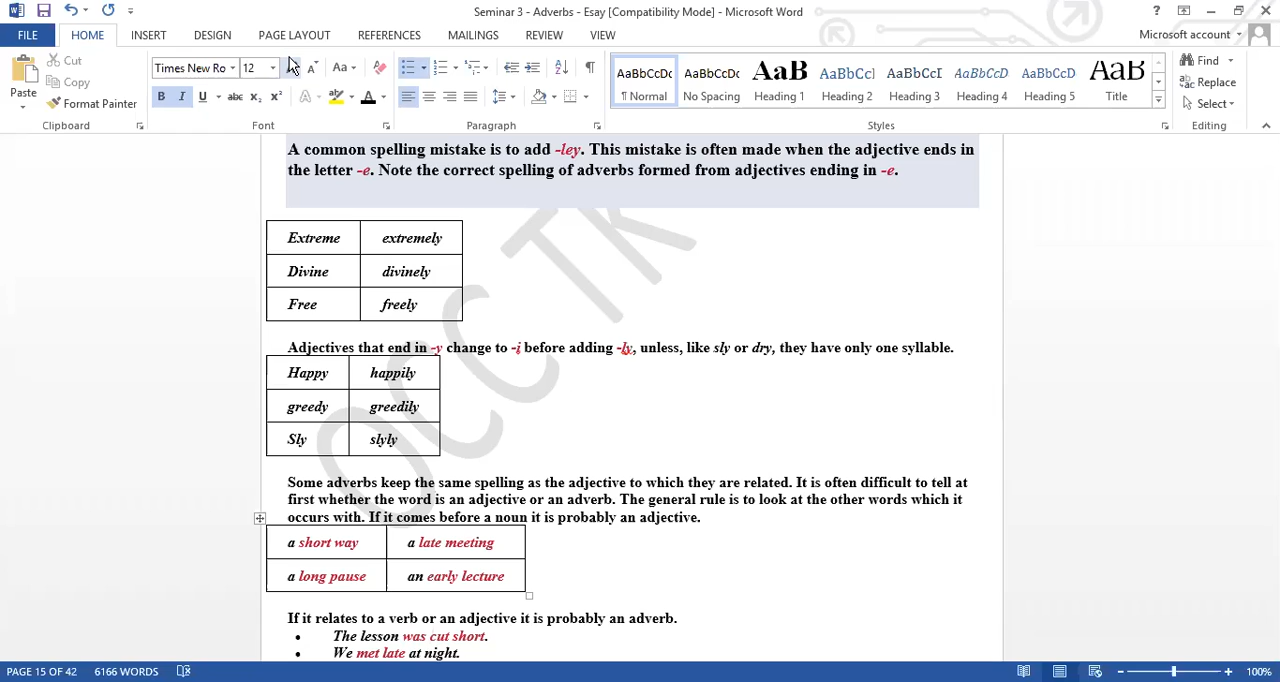 Seminar 3 - Adverbs - Esay [Compatibility Mode] - Microsoft Word
FILE HOME INSERT DESIGN PAGE LAYOUT REFERENCES MAILINGS REVIEW VIEW Microsoft account
Paste Cut Copy Format Painter
Clipboard
Times New Ro 12 Aa
B I U abc X₂ X² A A
Font
Paragraph
AaBbCcDc ¶ Normal
AaBbCcDc No Spacing
AaB Heading 1
AaBbCcI Heading 2
AaBbCcI Heading 3
AaBbCcD Heading 4
AaBbCcD Heading 5
AaB Title
Styles
Find
Replace
Select
Editing
A common spelling mistake is to add -ley. This mistake is often made when the adjective ends in
the letter -e. Note the correct spelling of adverbs formed from adjectives ending in -e.
Extreme extremely
Divine divinely
Free freely
Adjectives that end in -y change to -i before adding -ly, unless, like sly or dry, they have only one syllable.
Happy happily
greedy greedily
Sly slyly
Some adverbs keep the same spelling as the adjective to which they are related. It is often difficult to tell at
first whether the word is an adjective or an adverb. The general rule is to look at the other words which it
occurs with. If it comes before a noun it is probably an adjective.
a short way a late meeting
a long pause an early lecture
If it relates to a verb or an adjective it is probably an adverb.
• The lesson was cut short.
• We met late at night.
PAGE 15 OF 42 6166 WORDS 100%